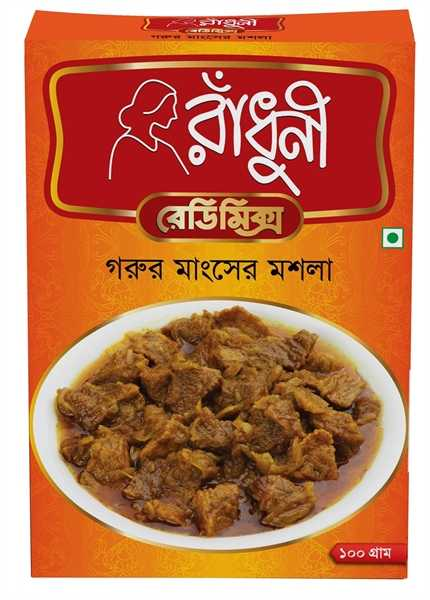 রাঁধুনী
রেডিমিক্স
গরুর মাংসের মশলা
রাঁধুনী
রেডিমিক্স
গরুর মাংসের মশলা
১০০ গ্রাম